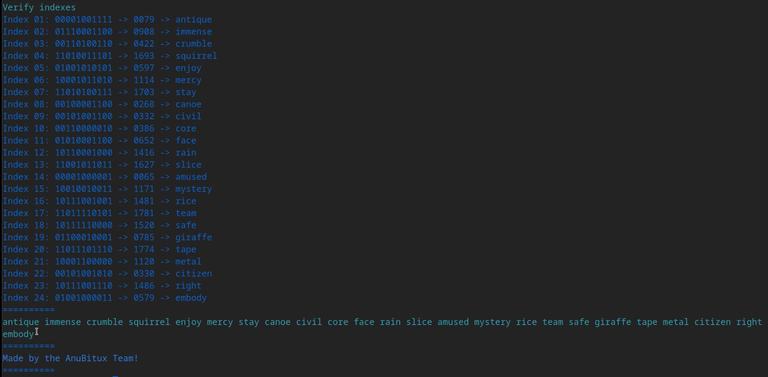 Verify indexes
Index 01: 00001001111 -> 0079 -> antique
Index 02: 01110001100 -> 0908 -> immense
Index 03: 00110100110 -> 0422 -> crumble
Index 04: 11010011101 -> 1693 -> squirrel
Index 05: 01001010101 -> 0597 -> enjoy
Index 06: 10001011010 -> 1114 -> mercy
Index 07: 11010100111 -> 1703 -> stay
Index 08: 00100001100 -> 0268 -> canoe
Index 09: 00101001100 -> 0332 -> civil
Index 10: 00110000010 -> 0386 -> core
Index 11: 01010001100 -> 0652 -> face
Index 12: 10110001000 -> 1416 -> rain
Index 13: 11001011011 -> 1627 -> slice
Index 14: 00001000001 -> 0065 -> amused
Index 15: 10010010011 -> 1171 -> mystery
Index 16: 10111001001 -> 1481 -> rice
Index 17: 11011110101 -> 1781 -> team
Index 18: 10111110000 -> 1520 -> safe
Index 19: 01100010001 -> 0785 -> giraffe
Index 20: 11011101110 -> 1774 -> tape
Index 21: 10001100000 -> 1120 -> metal
Index 22: 00101001010 -> 0330 -> citizen
Index 23: 10111001110 -> 1486 -> right
Index 24: 01001000011 -> 0579 -> embody
==========
antique immense crumble squirrel enjoy mercy stay canoe civil core face rain slice amused mystery rice team safe giraffe tape metal citizen right
embody
==========
Made by the AnuBitux Team!
==========